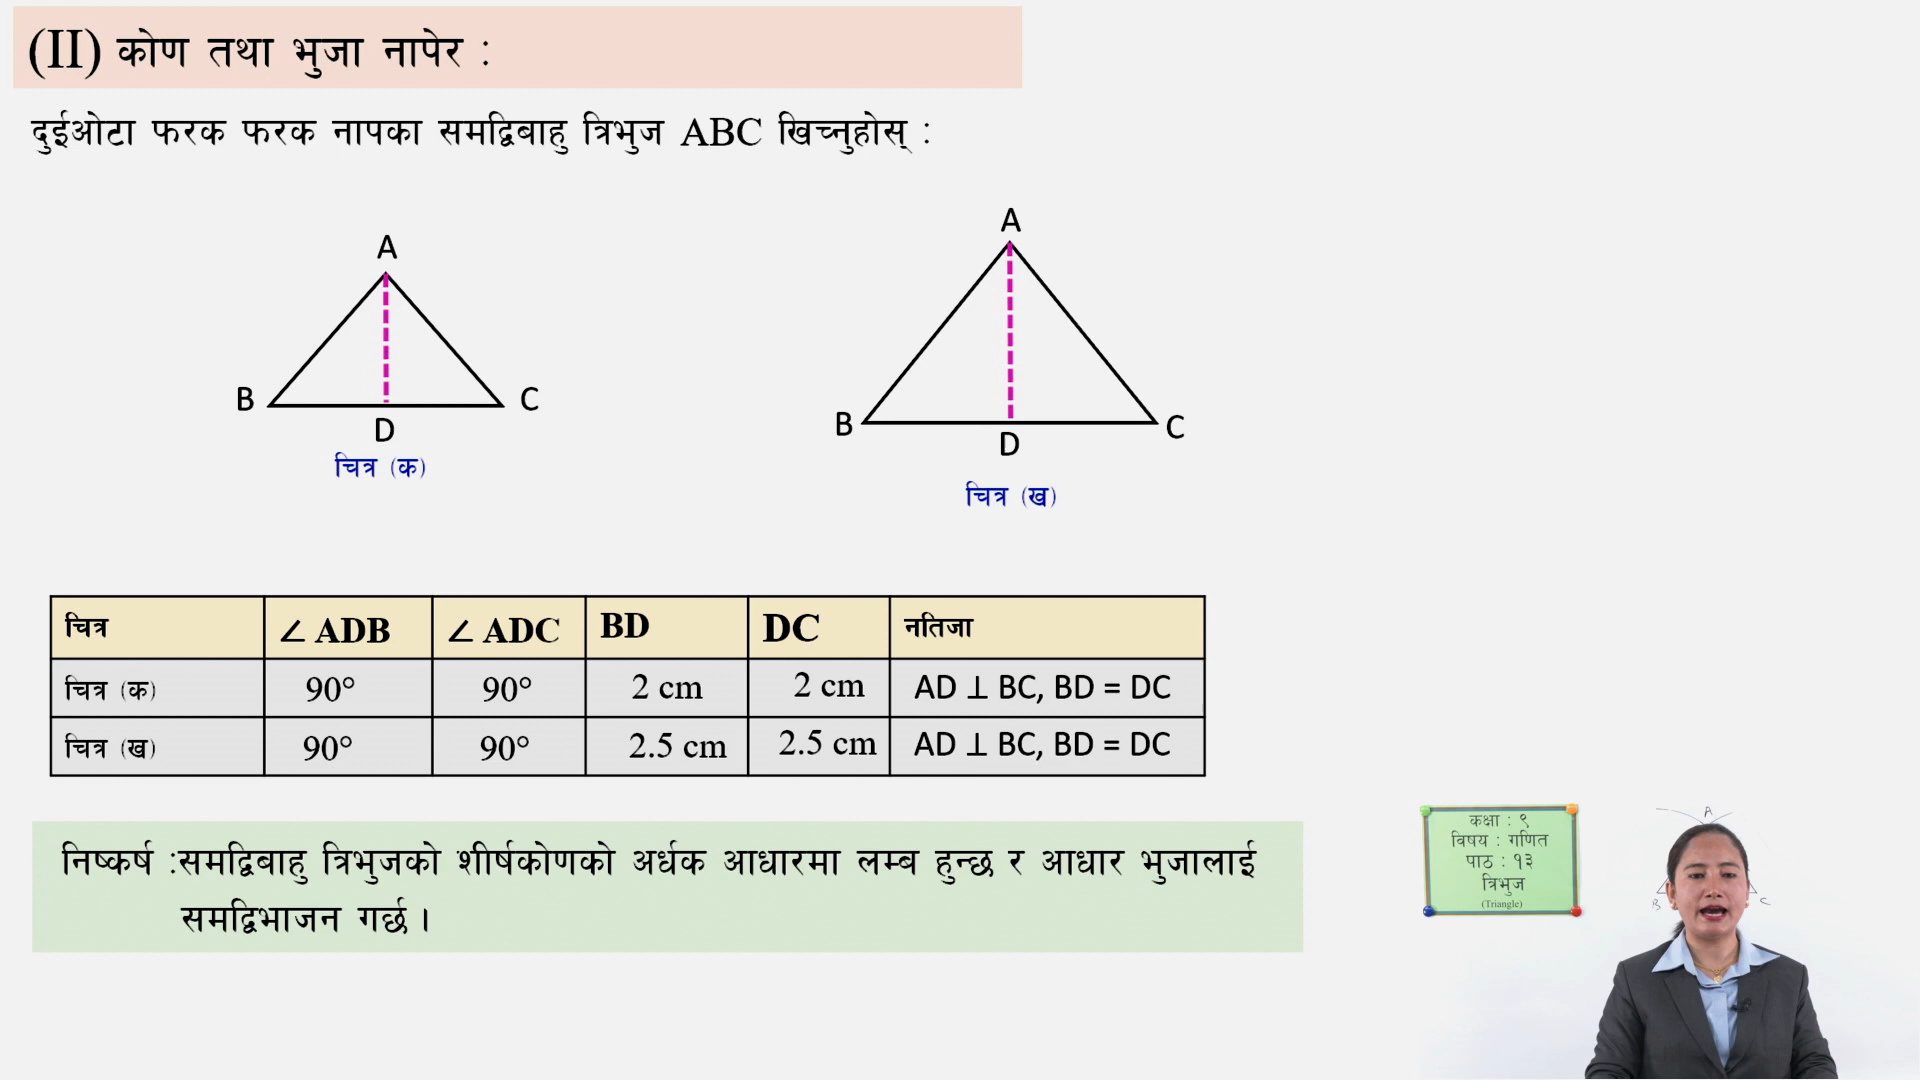 (II) कोण तथा भुजा नापेर :
दुईओटा फरक फरक नापका समद्विबाहु त्रिभुज ABC खिच्नुहोस् :
A
B
C
D
चित्र (क)
A
B
C
D
चित्र (ख)
चित्र ∠ ADB ∠ ADC BD DC नतिजा
चित्र (क) 90° 90° 2 cm 2 cm AD ⊥ BC, BD = DC
चित्र (ख) 90° 90° 2.5 cm 2.5 cm AD ⊥ BC, BD = DC
निष्कर्ष :समद्विबाहु त्रिभुजको शीर्षकोणको अर्धक आधारमा लम्ब हुन्छ र आधार भुजालाई
समद्विभाजन गर्छ ।
कक्षा : ९
विषय : गणित
पाठ : १३
त्रिभुज
(Triangle)
A
B
C